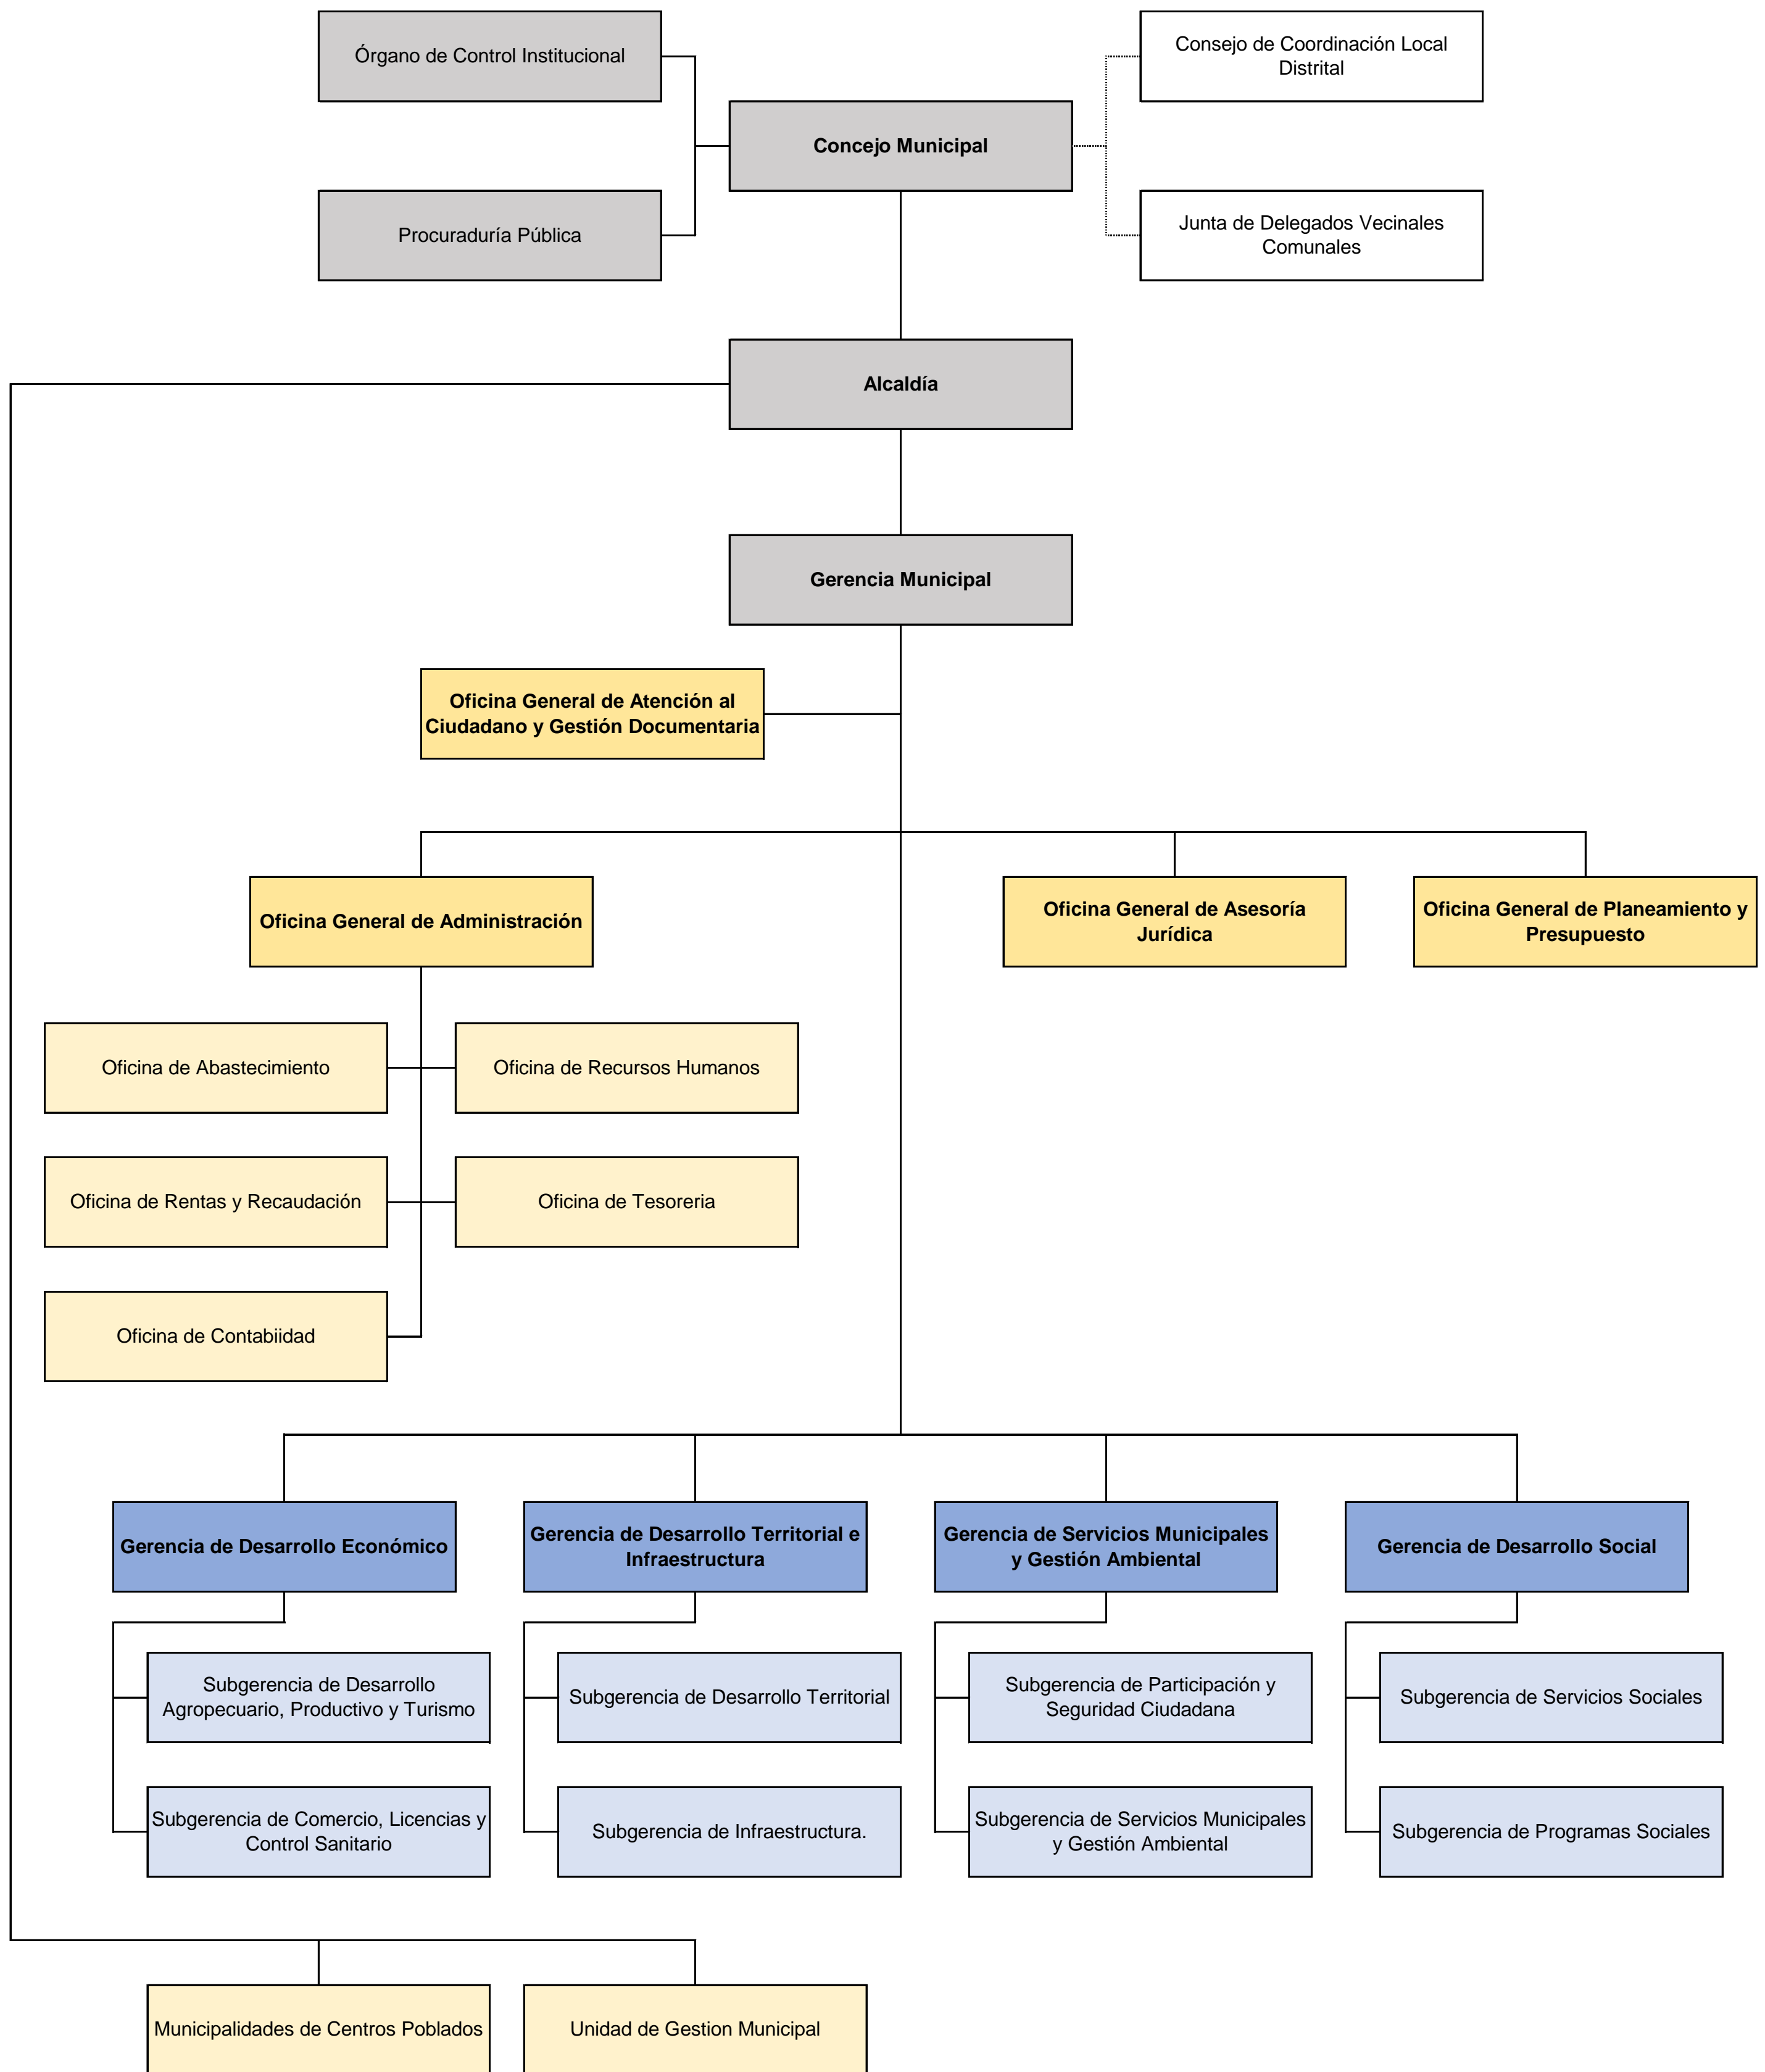 Órgano de Control Institucional
Consejo de Coordinación Local
Distrital
Concejo Municipal
Procuraduría Pública
Junta de Delegados Vecinales
Comunales
Alcaldía
Gerencia Municipal
Oficina General de Atención al
Ciudadano y Gestión Documentaria
Oficina General de Administración
Oficina General de Asesoría
Jurídica
Oficina General de Planeamiento y
Presupuesto
Oficina de Abastecimiento
Oficina de Recursos Humanos
Oficina de Rentas y Recaudación
Oficina de Tesoreria
Oficina de Contabiidad
Gerencia de Desarrollo Económico
Gerencia de Desarrollo Territorial e
Infraestructura
Gerencia de Servicios Municipales
y Gestión Ambiental
Gerencia de Desarrollo Social
Subgerencia de Desarrollo
Agropecuario, Productivo y Turismo
Subgerencia de Desarrollo Territorial
Subgerencia de Participación y
Seguridad Ciudadana
Subgerencia de Servicios Sociales
Subgerencia de Comercio, Licencias y
Control Sanitario
Subgerencia de Infraestructura.
Subgerencia de Servicios Municipales
y Gestión Ambiental
Subgerencia de Programas Sociales
Municipalidades de Centros Poblados
Unidad de Gestion Municipal